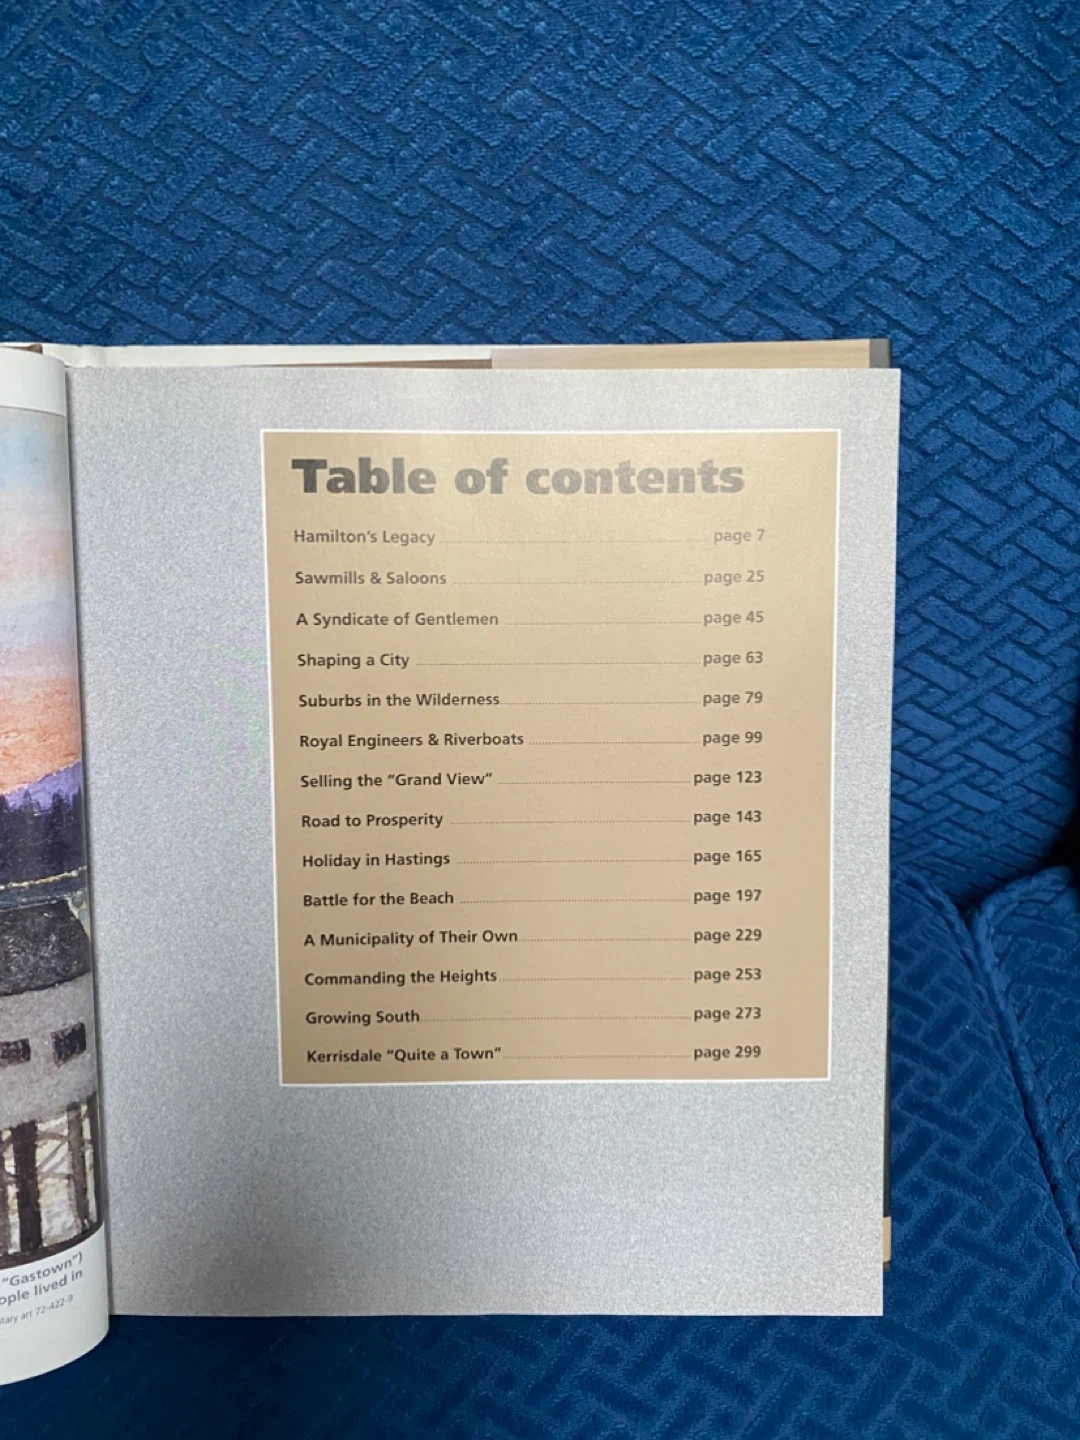 Table of contents
Hamilton's Legacy page 7
Sawmills & Saloons page 25
A Syndicate of Gentlemen page 45
Shaping a City page 63
Suburbs in the Wilderness page 79
Royal Engineers & Riverboats page 99
Selling the "Grand View" page 123
Road to Prosperity page 143
Holiday in Hastings page 165
Battle for the Beach page 197
A Municipality of Their Own page 229
Commanding the Heights page 253
Growing South page 273
Kerrisdale "Quite a Town" page 299
"Gastown")
lived in
art 72-422-9